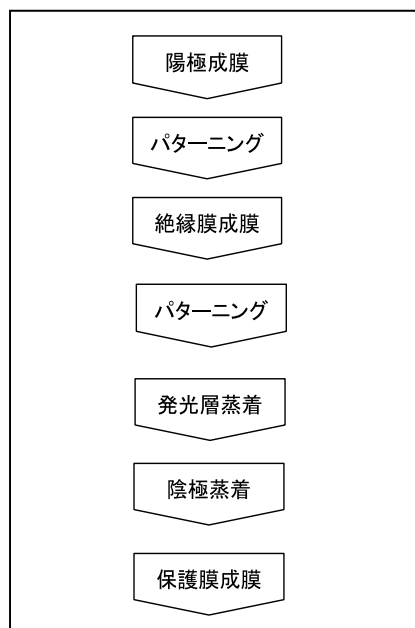 陽極成膜
パターニング
絶縁膜成膜
パターニング
発光層蒸着
陰極蒸着
保護膜成膜